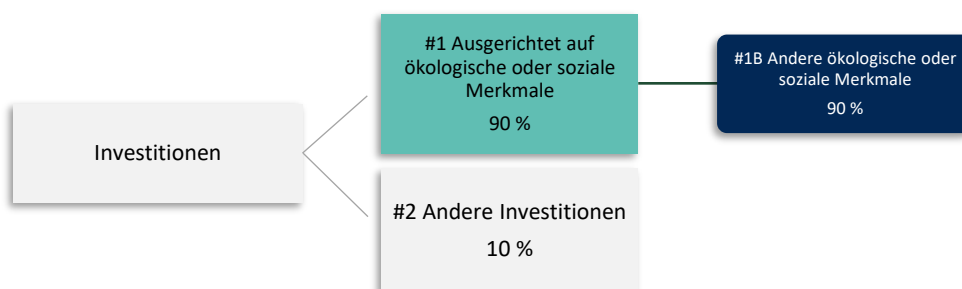 Investitionen
#1 Ausgerichtet auf
ökologische oder soziale
Merkmale
90 %
#2 Andere Investitionen
10 %
#1B Andere ökologische oder
soziale Merkmale
90 %